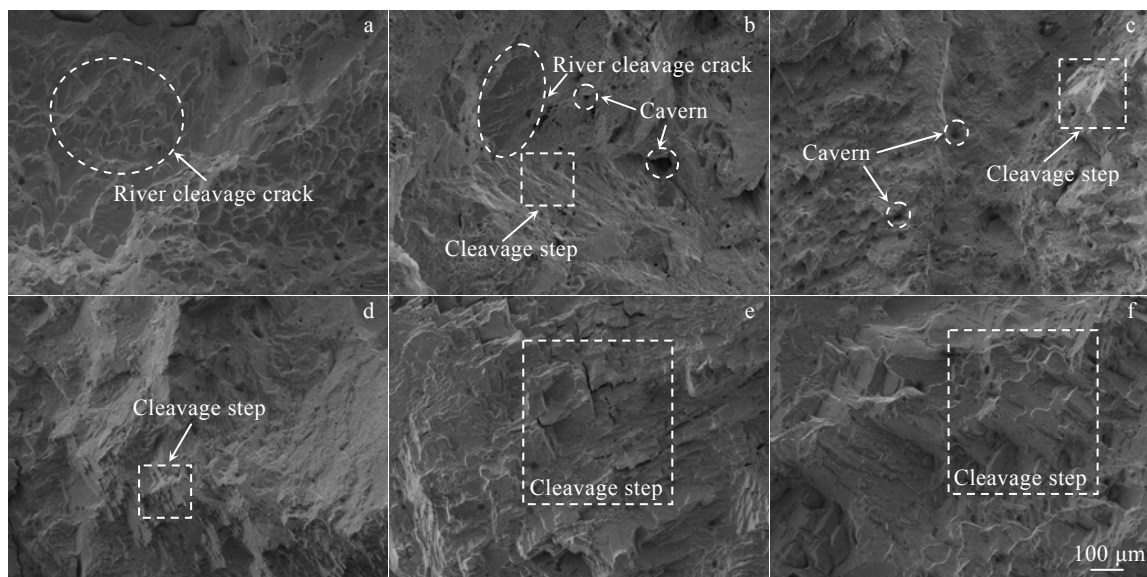 a
River cleavage crack
b
River cleavage crack
Cavern
Cleavage step
c
Cavern
Cleavage step
d
Cleavage step
e
Cleavage step
f
Cleavage step
100 μm